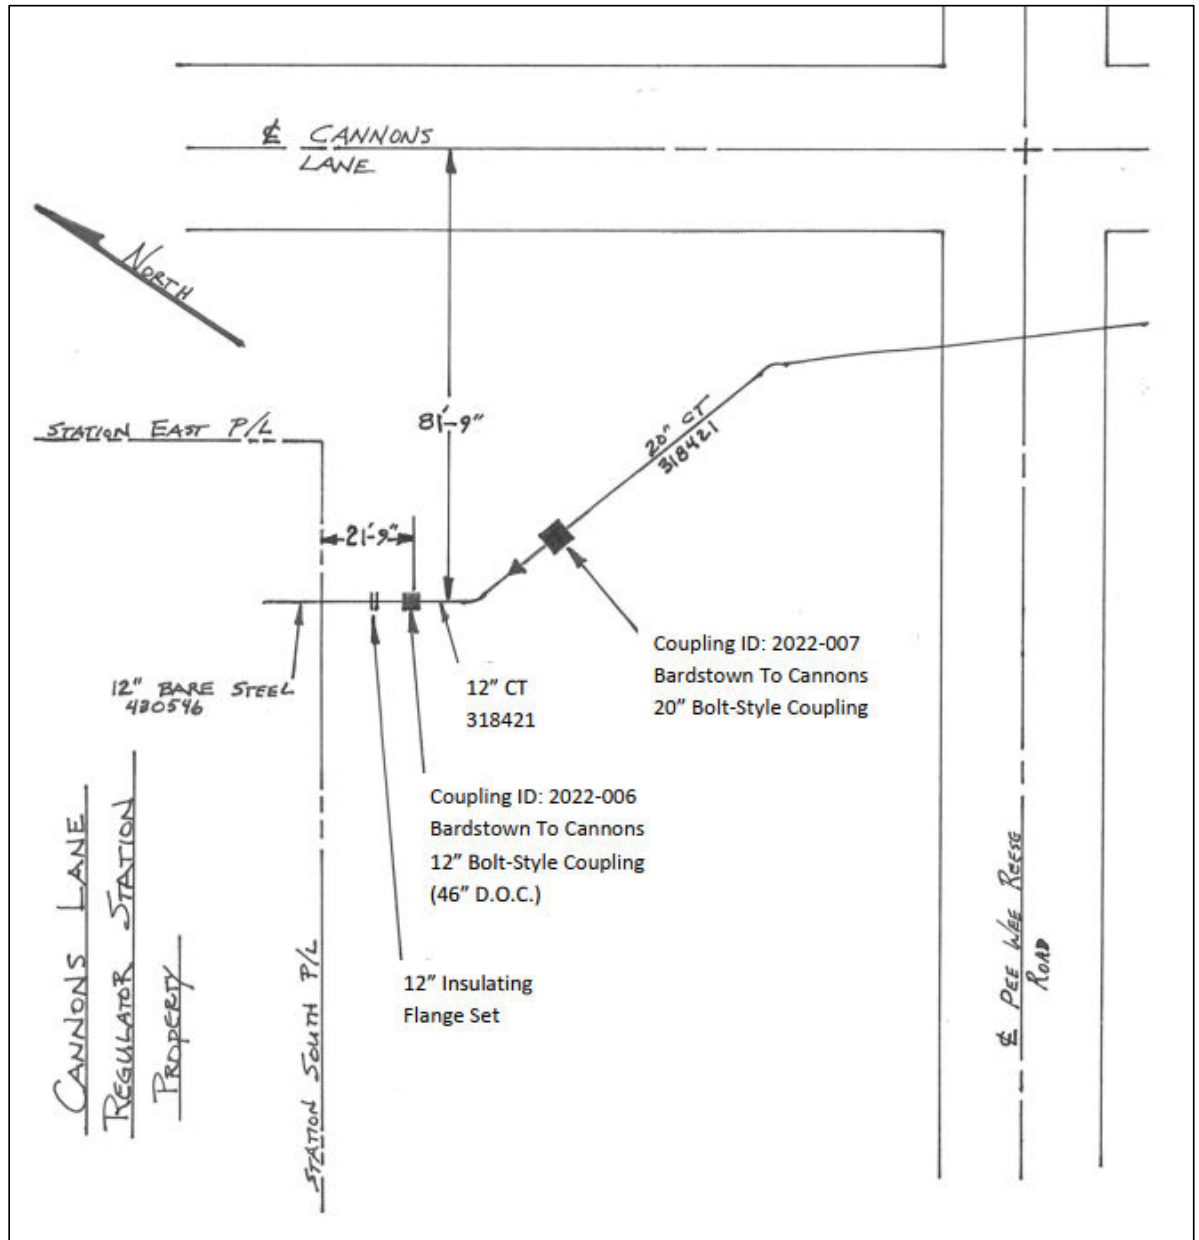 ℄ CANNONS
LANE
NORTH
81'-9"
20" CT
318421
STATION EAST P/L
21'-9"
Coupling ID: 2022-007
Bardstown To Cannons
20” Bolt-Style Coupling
12" BARE STEEL
480546
12” CT
318421
Coupling ID: 2022-006
Bardstown To Cannons
12” Bolt-Style Coupling
(46” D.O.C.)
12” Insulating
Flange Set
CANNONS LANE
REGULATOR STATION
PROPERTY
STATION SOUTH P/L
℄ PEE WEE REESE
ROAD